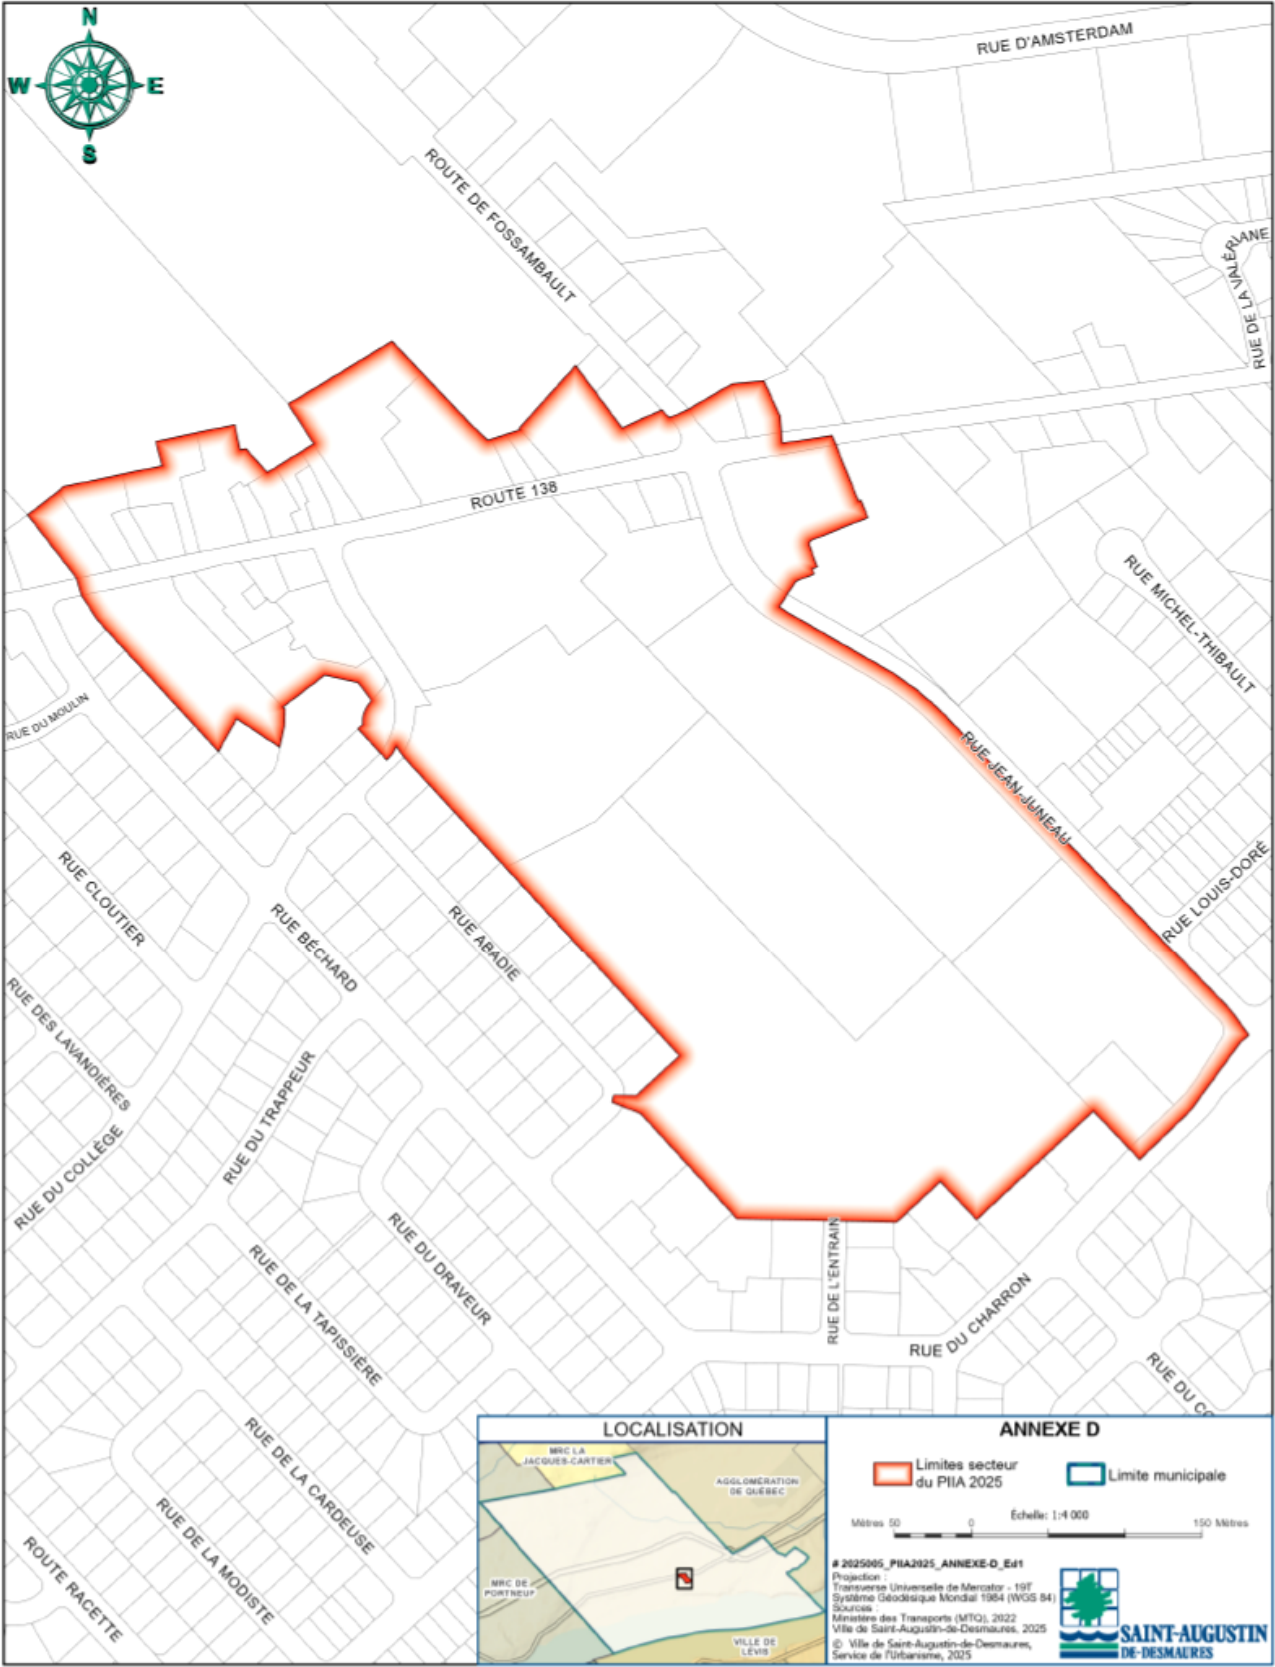 N
W E
S
RUE D'AMSTERDAM
ROUTE DE FOSSAMBAULT
RUE DE LA VALÉRIANE
ROUTE 138
RUE MICHEL-THIBAULT
RUE DU MOULIN
RUE JEAN-JUNEAU
RUE LOUIS-DORÉ
RUE CLOUTIER
RUE BÉCHARD
RUE ABADIE
RUE DES LAVANDIÈRES
RUE DU TRAPPEUR
RUE DU COLLÈGE
RUE DU DRAVEUR
RUE DE L'ENTRAIN
RUE DE LA TAPISSIÈRE
RUE DU CHARRON
RUE DU CO
RUE DE LA CARDEUSE
RUE DE LA MODISTE
ROUTE RACETTE
LOCALISATION
MRC LA
JACQUES-CARTIER
AGGLOMÉRATION
DE QUÉBEC
MRC DE
PORTNEUF
VILLE DE
LÉVIS
ANNEXE D
Limites secteur
du PIIA 2025
Limite municipale
Échelle: 1:4 000
Mètres 50 0 150 Mètres
# 2025005_PIIA2025_ANNEXE-D_Ed1
Projection :
Transverse Universelle de Mercator - 19T
Système Géodésique Mondial 1984 (WGS 84)
Sources :
Ministère des Transports (MTQ), 2022
Ville de Saint-Augustin-de-Desmaures, 2025
© Ville de Saint-Augustin-de-Desmaures,
Service de l'Urbanisme, 2025
SAINT-AUGUSTIN
DE-DESMAURES